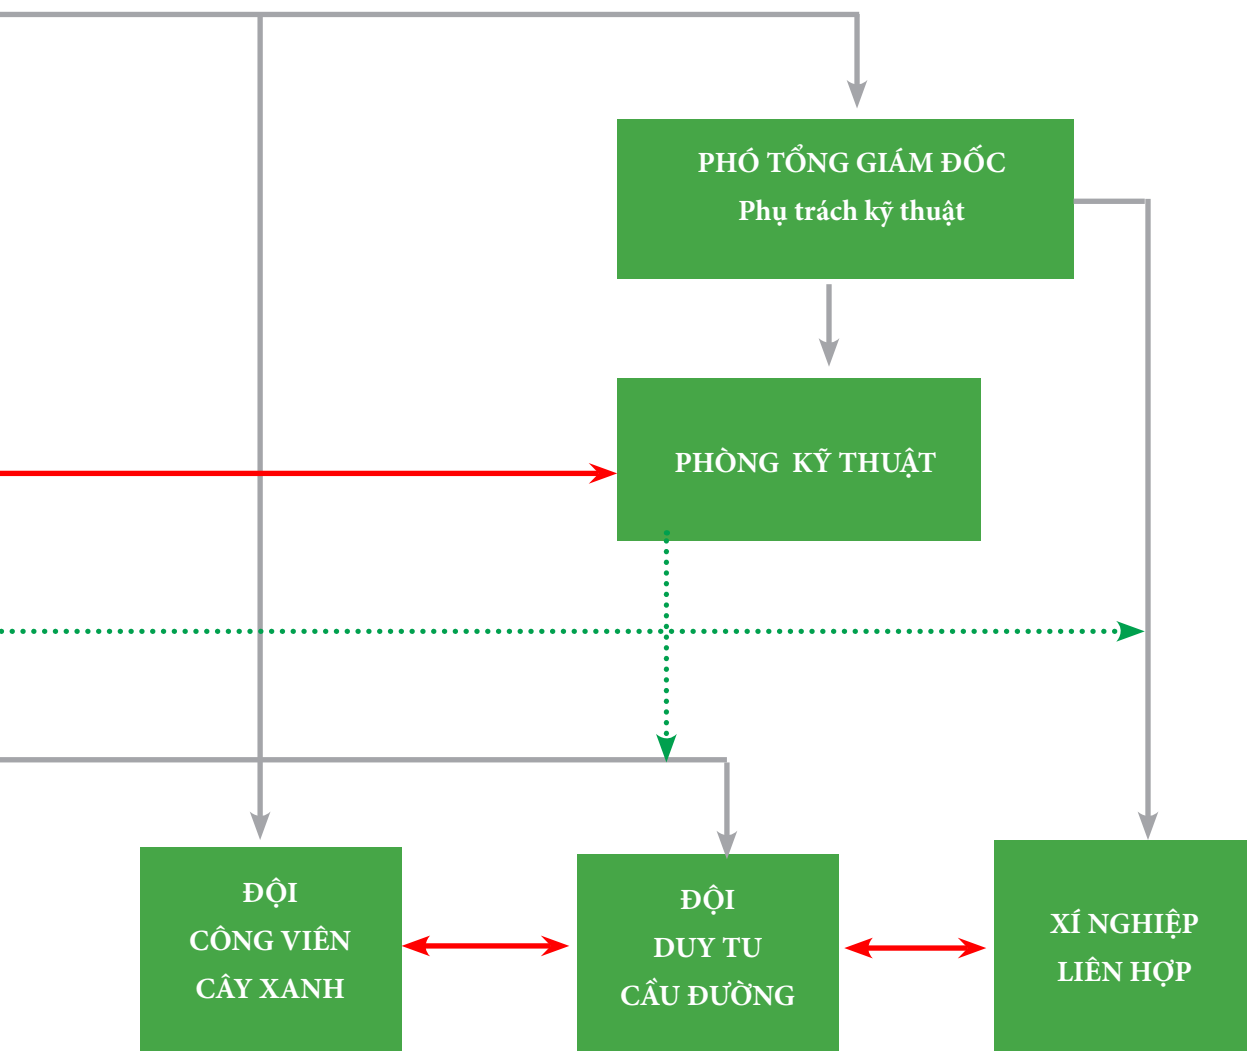 PHÓ TỔNG GIÁM ĐỐC
Phụ trách kỹ thuật
PHÒNG KỸ THUẬT
ĐỘI
CÔNG VIÊN
CÂY XANH
ĐỘI
DUY TU
CẦU ĐƯỜNG
XÍ NGHIỆP
LIÊN HỢP